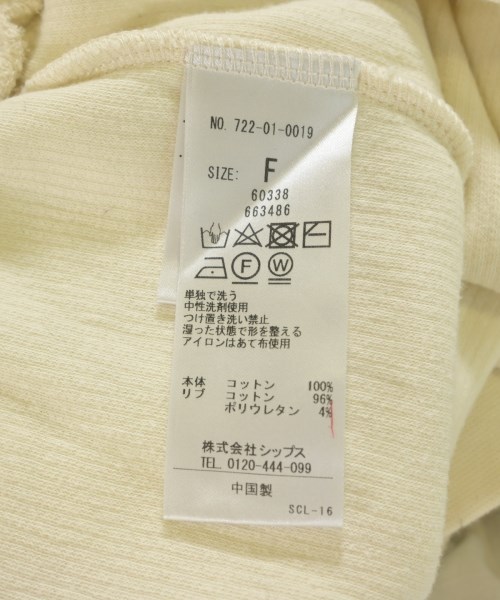 NO. 722-01-0019
SIZE: F
60338
663486
単独で洗う
中性洗剤使用
つけ置き洗い禁止
湿った状態で形を整える
アイロンはあて布使用
本体 コットン 100%
リブ コットン 96%
ポリウレタン 4%
株式会社シップス
TEL. 0120-444-099
中国製
SCL-16